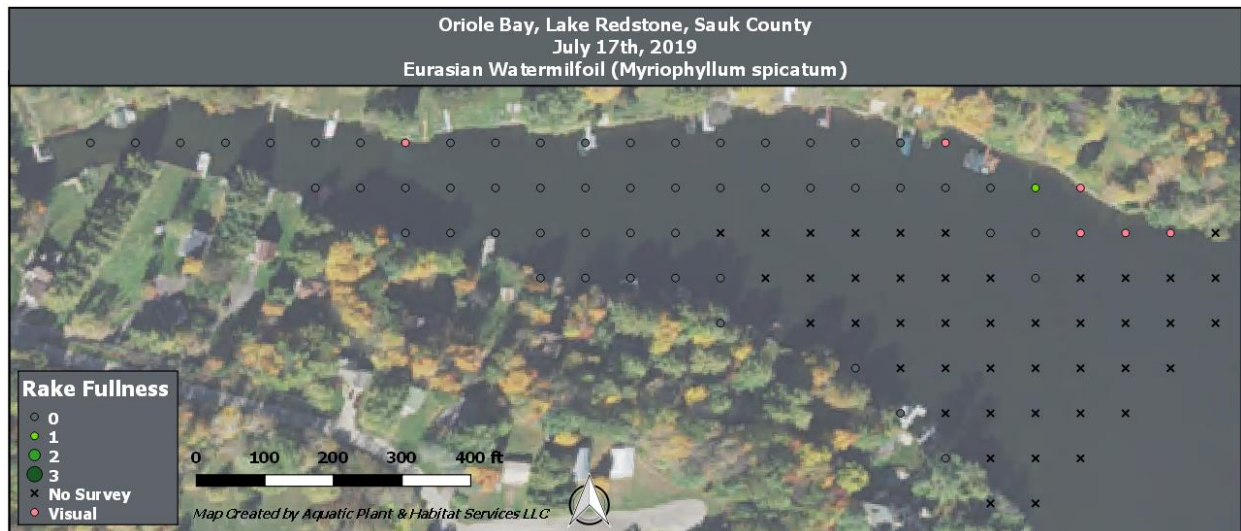 Oriole Bay, Lake Redstone, Sauk County
July 17th, 2019
Eurasian Watermilfoil (Myriophyllum spicatum)
Rake Fullness
0
1
2
3
No Survey
Visual
0 100 200 300 400 ft
Map Created by Aquatic Plant & Habitat Services LLC